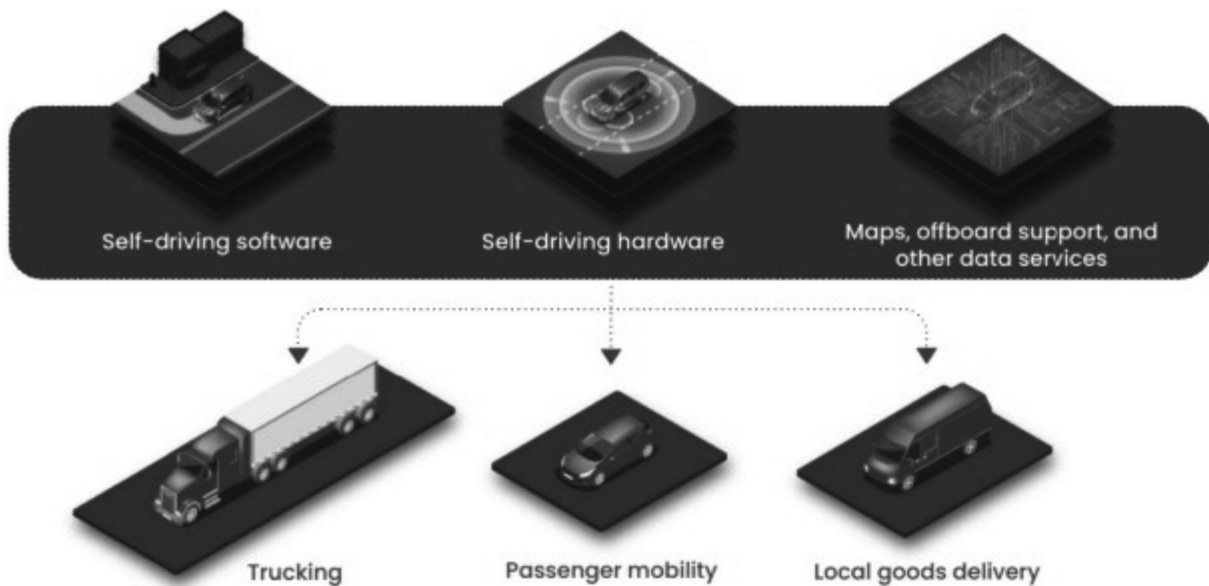 Self-driving software
Self-driving hardware
Maps, offboard support, and
other data services
Trucking
Passenger mobility
Local goods delivery